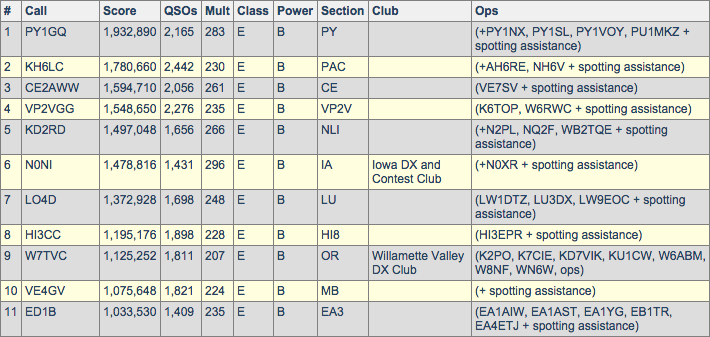 # Call Score QSOs Mult Class Power Section Club Ops
1 PY1GQ 1,932,890 2,165 283 E B PY (+PY1NX, PY1SL, PY1VOY, PU1MKZ +
spotting assistance)
2 KH6LC 1,780,660 2,442 230 E B PAC (+AH6RE, NH6V + spotting assistance)
3 CE2AWW 1,594,710 2,056 261 E B CE (VE7SV + spotting assistance)
4 VP2VGG 1,548,650 2,276 235 E B VP2V (K6TOP, W6RWC + spotting assistance)
5 KD2RD 1,497,048 1,656 266 E B NLI (+N2PL, NQ2F, WB2TQE + spotting
assistance)
6 N0NI 1,478,816 1,431 296 E B IA Iowa DX and (+N0XR + spotting assistance)
Contest Club
7 LO4D 1,372,928 1,698 248 E B LU (LW1DTZ, LU3DX, LW9EOC + spotting
assistance)
8 HI3CC 1,195,176 1,898 228 E B HI8 (HI3EPR + spotting assistance)
9 W7TVC 1,125,252 1,811 207 E B OR Willamette Valley (K2PO, K7CIE, KD7VIK, KU1CW, W6ABM,
DX Club W8NF, WN6W, ops)
10 VE4GV 1,075,648 1,821 224 E B MB (+ spotting assistance)
11 ED1B 1,033,530 1,409 235 E B EA3 (EA1AIW, EA1AST, EA1YG, EB1TR,
EA4ETJ + spotting assistance)